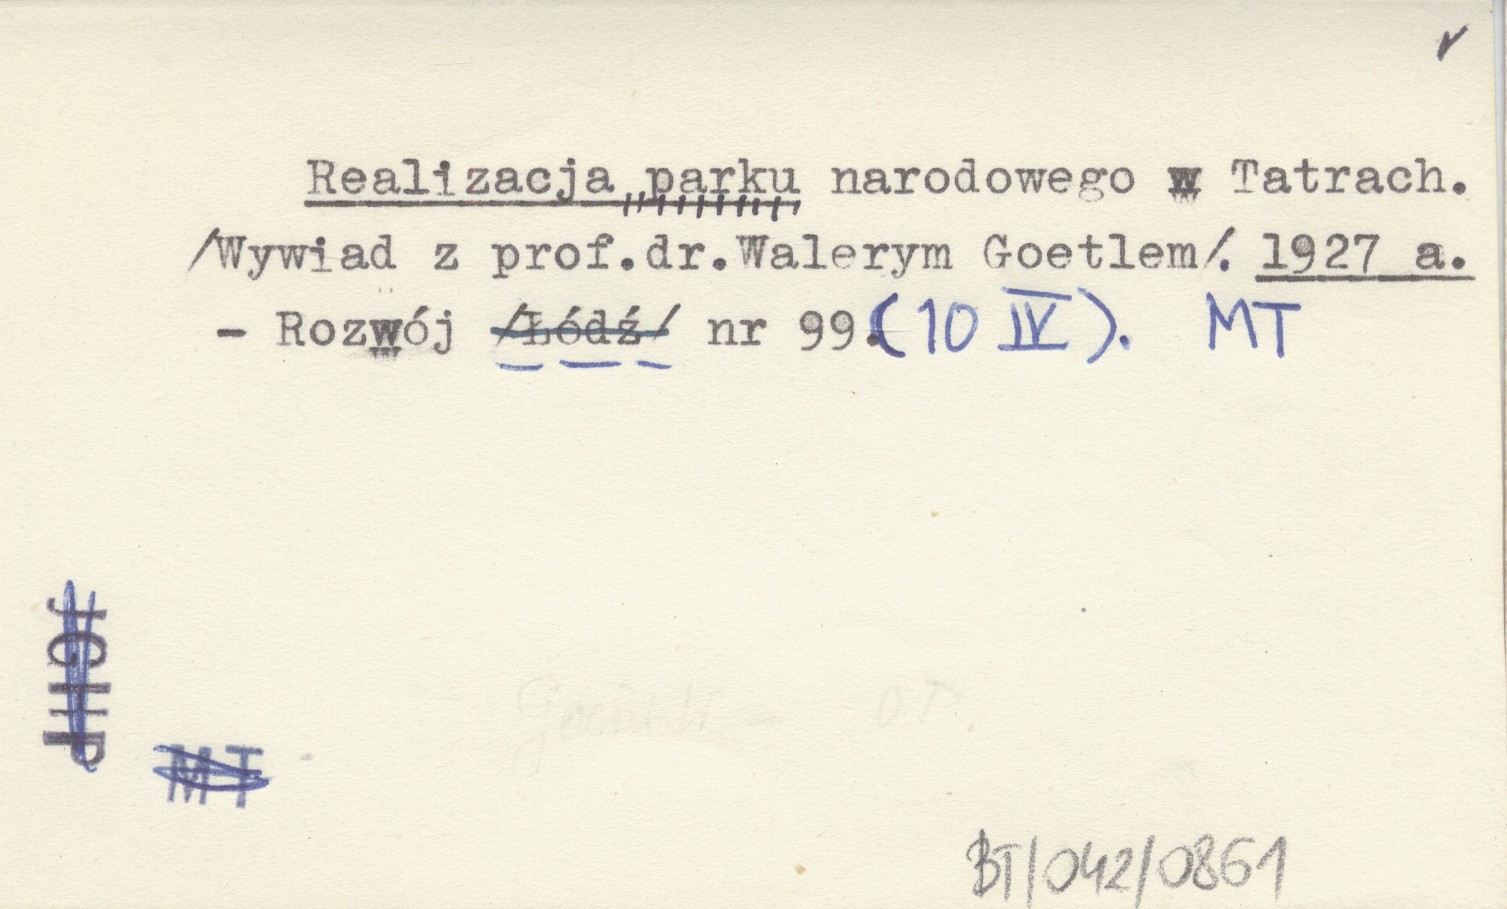 Realizacja parku narodowego w Tatrach.
/Wywiad z prof.dr.Walerym Goetlem/. 1927 a.
- Rozwój /Łódź/ nr 99.(10 IV). MT
JGHP
MT
BT/042/0861